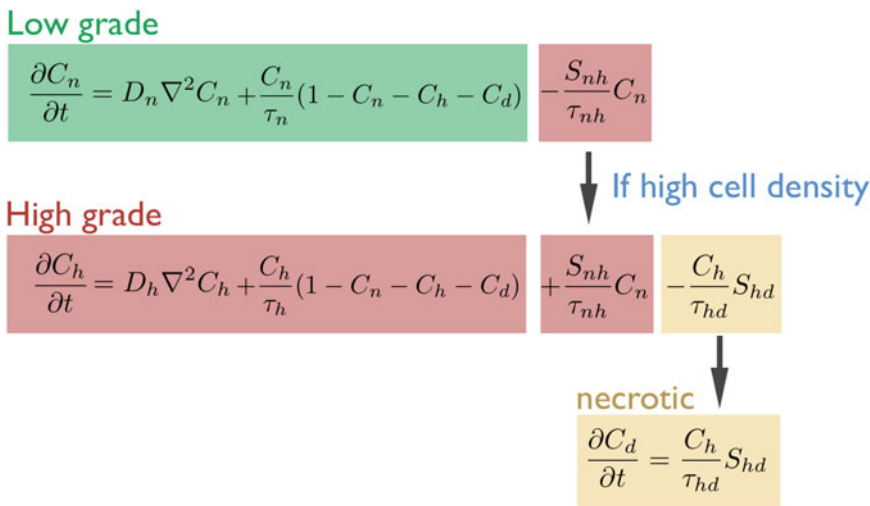 Low grade
∂C_n/∂t = D_n∇²C_n + C_n/τ_n (1 − C_n − C_h − C_d) − S_nh/τ_nh C_n
If high cell density
High grade
∂C_h/∂t = D_h∇²C_h + C_h/τ_h (1 − C_n − C_h − C_d) + S_nh/τ_nh C_n − C_h/τ_hd S_hd
necrotic
∂C_d/∂t = C_h/τ_hd S_hd